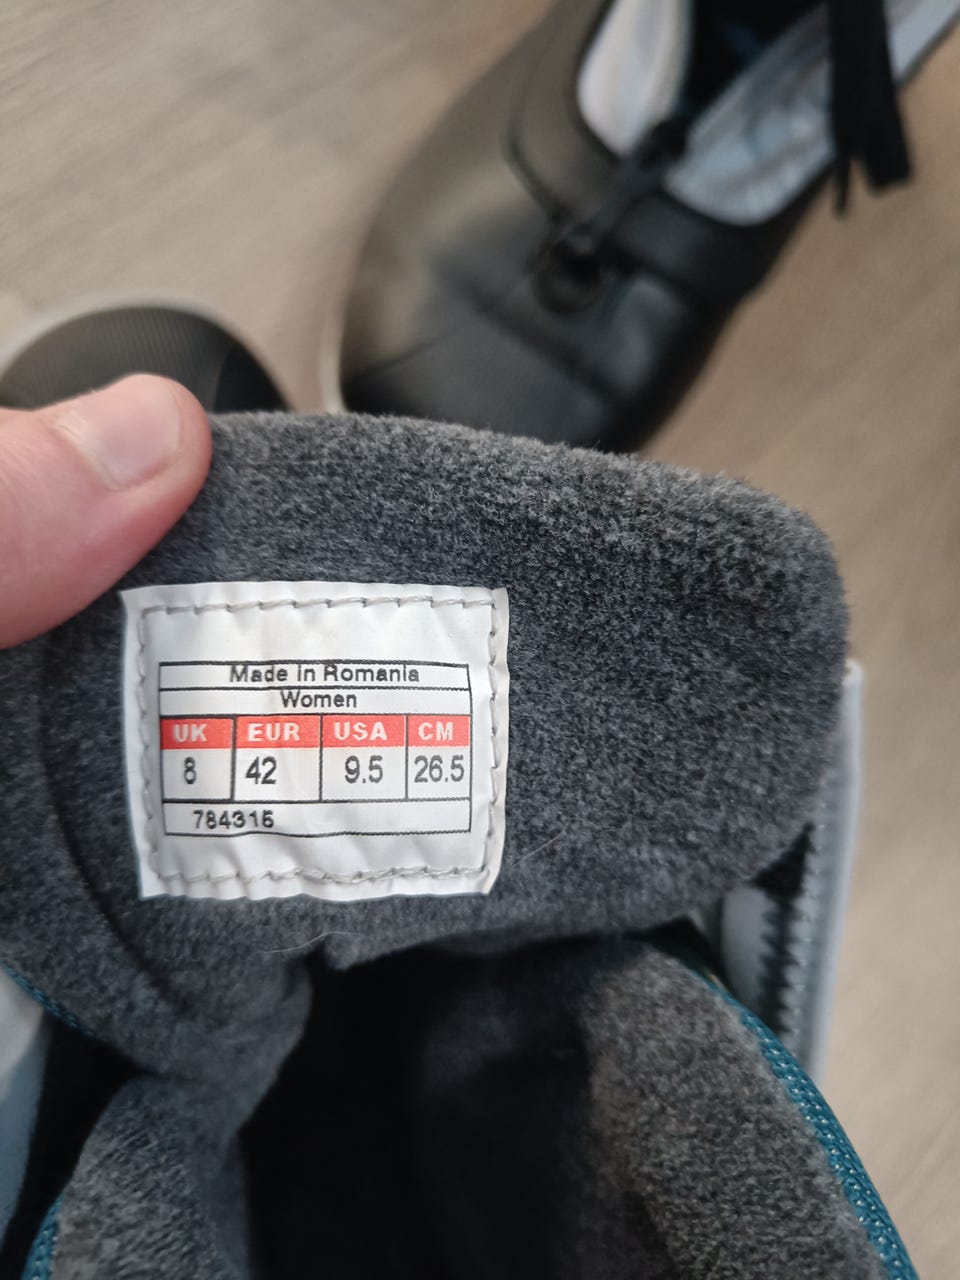 Made in Romania
Women
UK EUR USA CM
8 42 9.5 26.5
784316